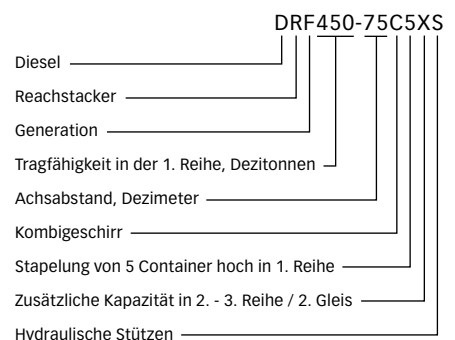 DRF450-75C5XS
Diesel
Reachstacker
Generation
Tragfähigkeit in der 1. Reihe, Dezitonnen
Achsabstand, Dezimeter
Kombigeschirr
Stapelung von 5 Container hoch in 1. Reihe
Zusätzliche Kapazität in 2. - 3. Reihe / 2. Gleis
Hydraulische Stützen